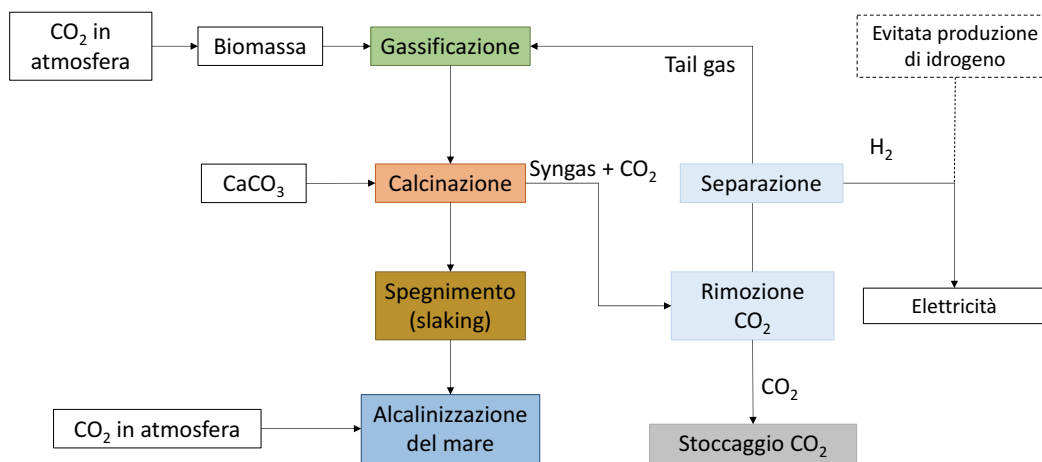 CO₂ in
atmosfera
Biomassa
Gassificazione
Evitata produzione
di idrogeno
Tail gas
H₂
CaCO₃
Calcinazione
Syngas + CO₂
Separazione
Spegnimento
(slaking)
Rimozione
CO₂
Elettricità
CO₂
CO₂ in atmosfera
Alcalinizzazione
del mare
Stoccaggio CO₂